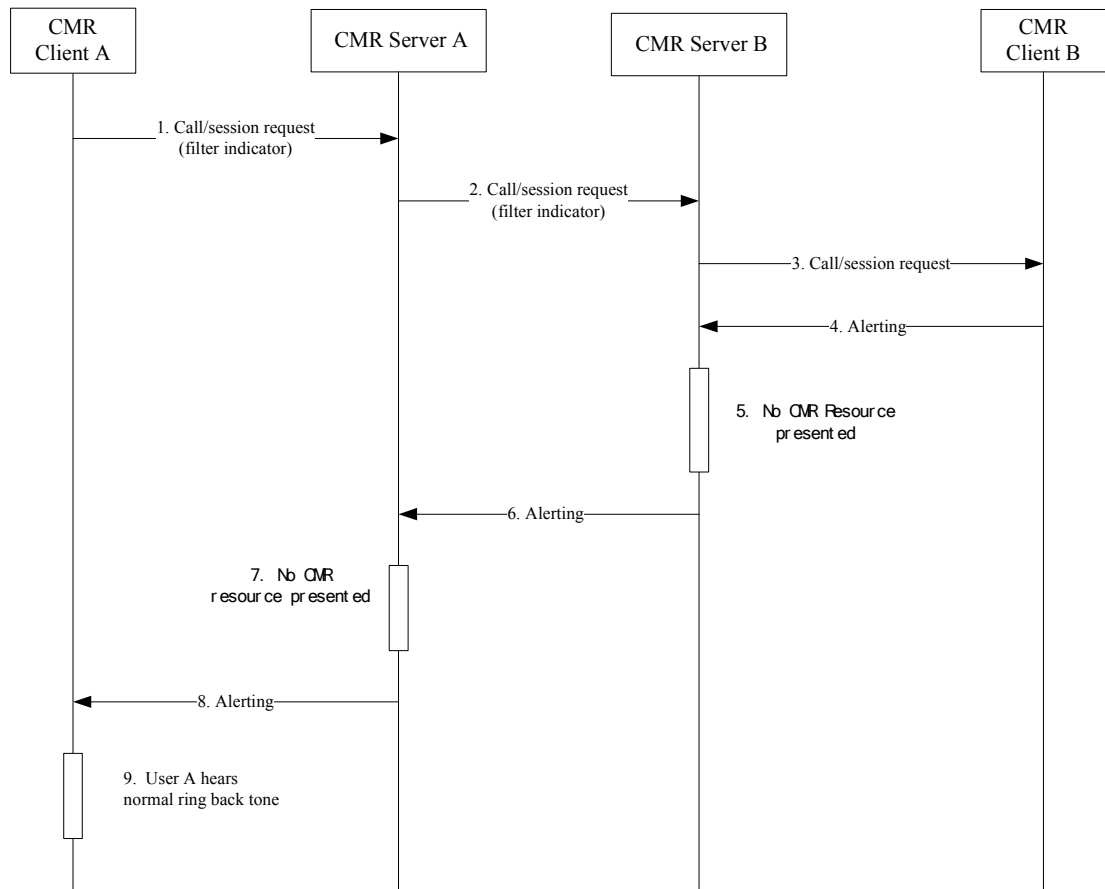 CMR
Client A
CMR Server A
CMR Server B
CMR
Client B
1. Call/session request
(filter indicator)
2. Call/session request
(filter indicator)
3. Call/session request
4. Alerting
5. No CMR Resource
presented
6. Alerting
7. No CMR
resource presented
8. Alerting
9. User A hears
normal ring back tone